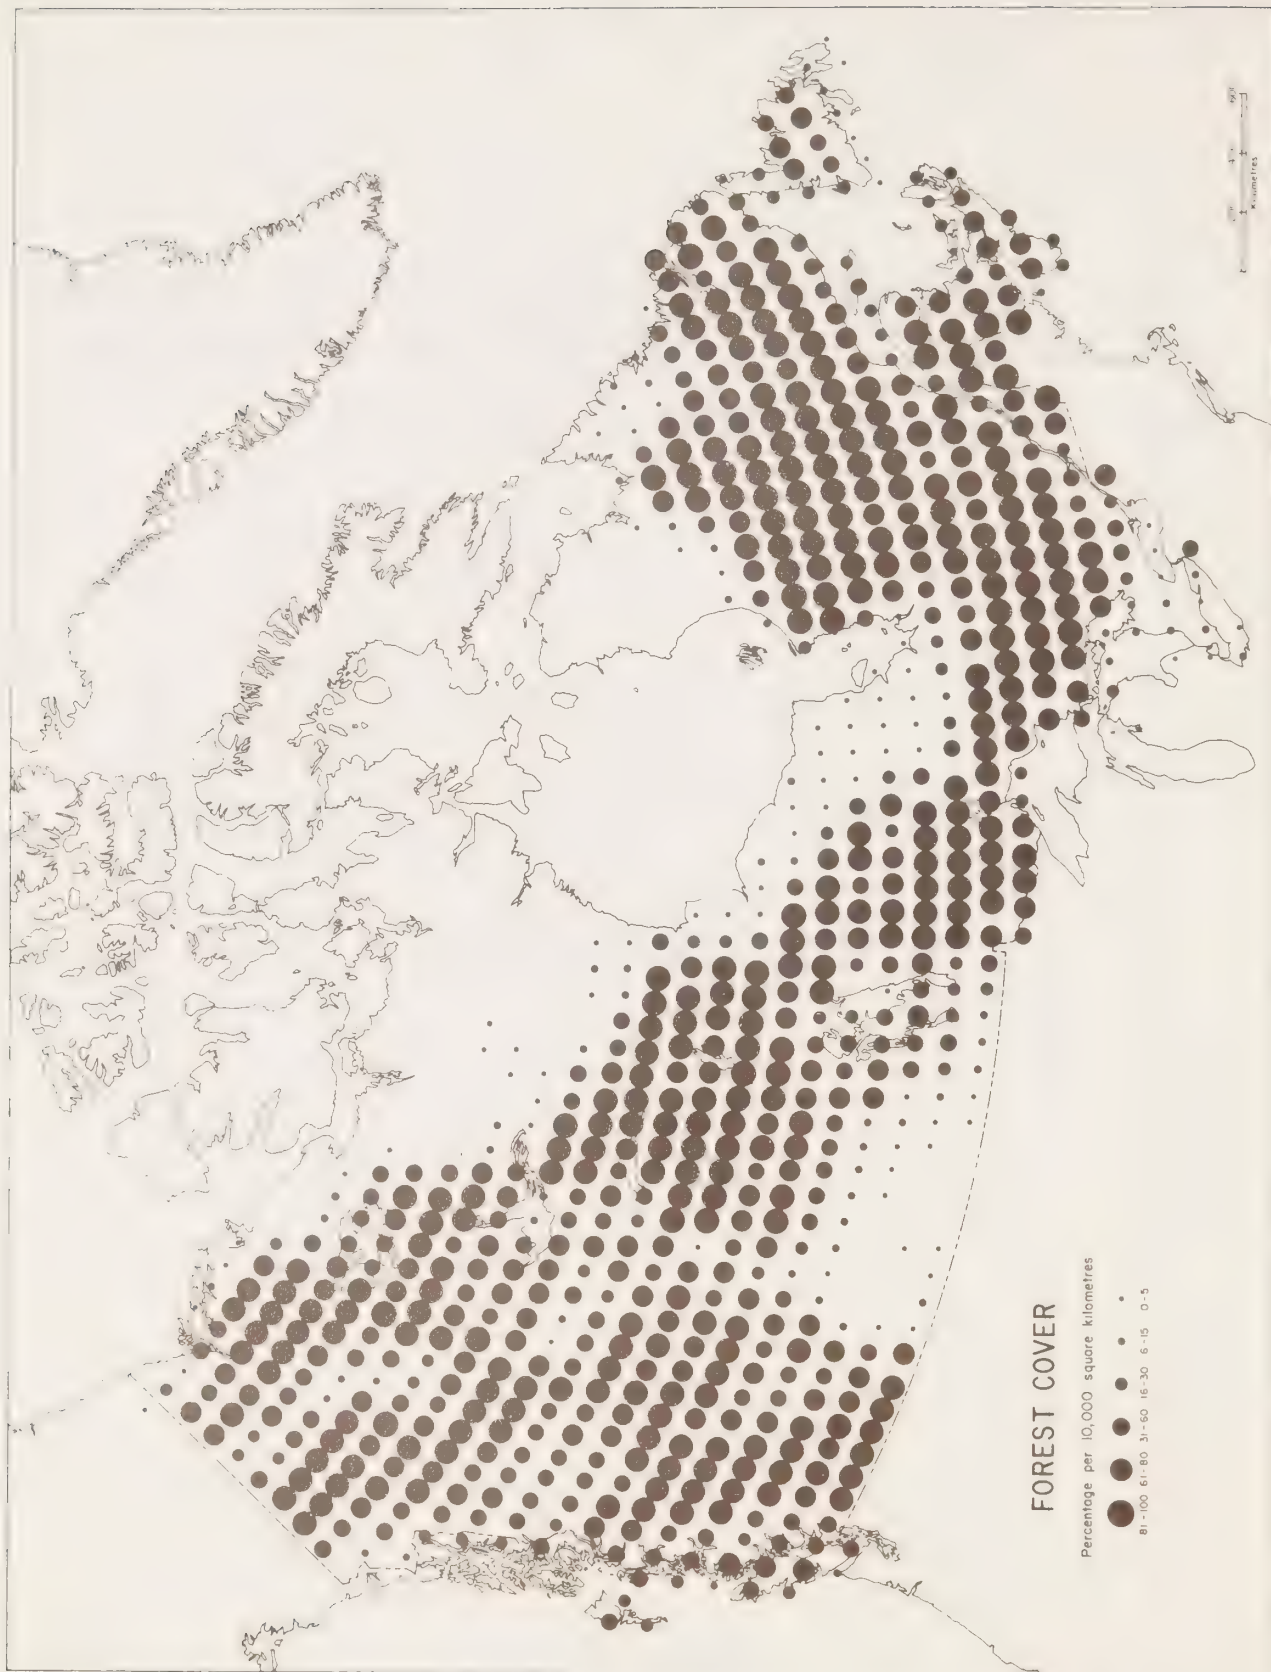 FOREST COVER
Percentage per 10,000 square kilometres
81-100 61-80 31-60 16-30 6-15 0-5
Kilometres